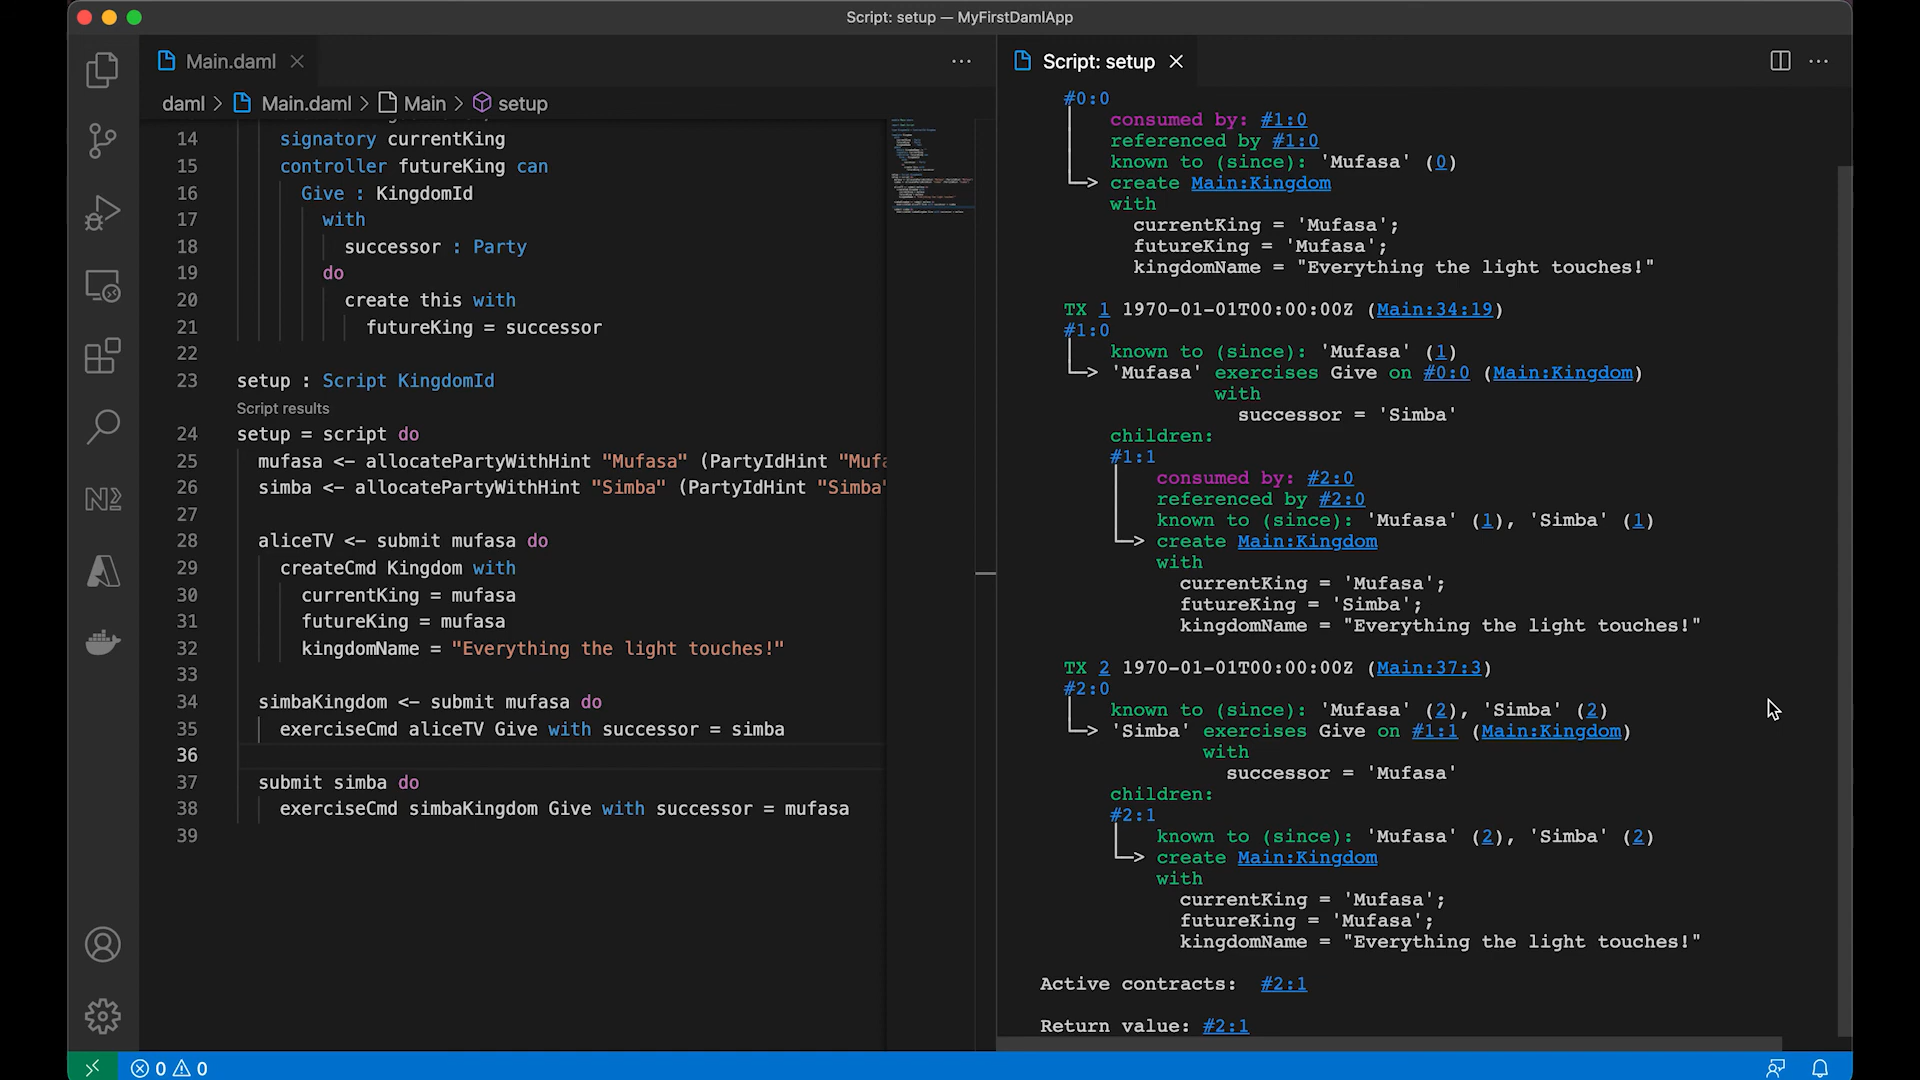 Script: setup — MyFirstDamlApp
Main.daml
daml > Main.daml > Main > setup
14 signatory currentKing
15 controller futureKing can
16 Give : KingdomId
17 with
18 successor : Party
19 do
20 create this with
21 futureKing = successor
22
23 setup : Script KingdomId
Script results
24 setup = script do
25 mufasa <- allocatePartyWithHint "Mufasa" (PartyIdHint "Mufa
26 simba <- allocatePartyWithHint "Simba" (PartyIdHint "Simba"
27
28 aliceTV <- submit mufasa do
29 createCmd Kingdom with
30 currentKing = mufasa
31 futureKing = mufasa
32 kingdomName = "Everything the light touches!"
33
34 simbaKingdom <- submit mufasa do
35 exerciseCmd aliceTV Give with successor = simba
36
37 submit simba do
38 exerciseCmd simbaKingdom Give with successor = mufasa
39
Script: setup
#0:0
consumed by: #1:0
referenced by #1:0
known to (since): 'Mufasa' (0)
create Main:Kingdom
with
currentKing = 'Mufasa';
futureKing = 'Mufasa';
kingdomName = "Everything the light touches!"
TX 1 1970-01-01T00:00:00Z (Main:34:19)
#1:0
known to (since): 'Mufasa' (1)
'Mufasa' exercises Give on #0:0 (Main:Kingdom)
with
successor = 'Simba'
children:
#1:1
consumed by: #2:0
referenced by #2:0
known to (since): 'Mufasa' (1), 'Simba' (1)
create Main:Kingdom
with
currentKing = 'Mufasa';
futureKing = 'Simba';
kingdomName = "Everything the light touches!"
TX 2 1970-01-01T00:00:00Z (Main:37:3)
#2:0
known to (since): 'Mufasa' (2), 'Simba' (2)
'Simba' exercises Give on #1:1 (Main:Kingdom)
with
successor = 'Mufasa'
children:
#2:1
known to (since): 'Mufasa' (2), 'Simba' (2)
create Main:Kingdom
with
currentKing = 'Mufasa';
futureKing = 'Mufasa';
kingdomName = "Everything the light touches!"
Active contracts: #2:1
Return value: #2:1
0 0